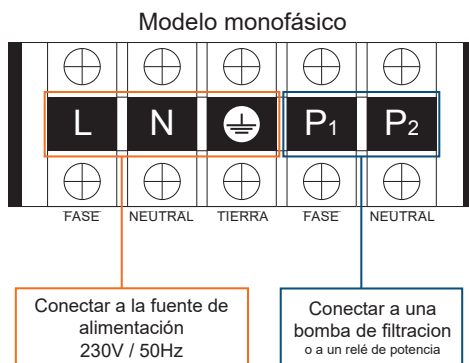 Modelo monofásico
L N P1 P2
FASE NEUTRAL TIERRA FASE NEUTRAL
Conectar a la fuente de
alimentación
230V / 50Hz
Conectar a una
bomba de filtracion
o a un relé de potencia